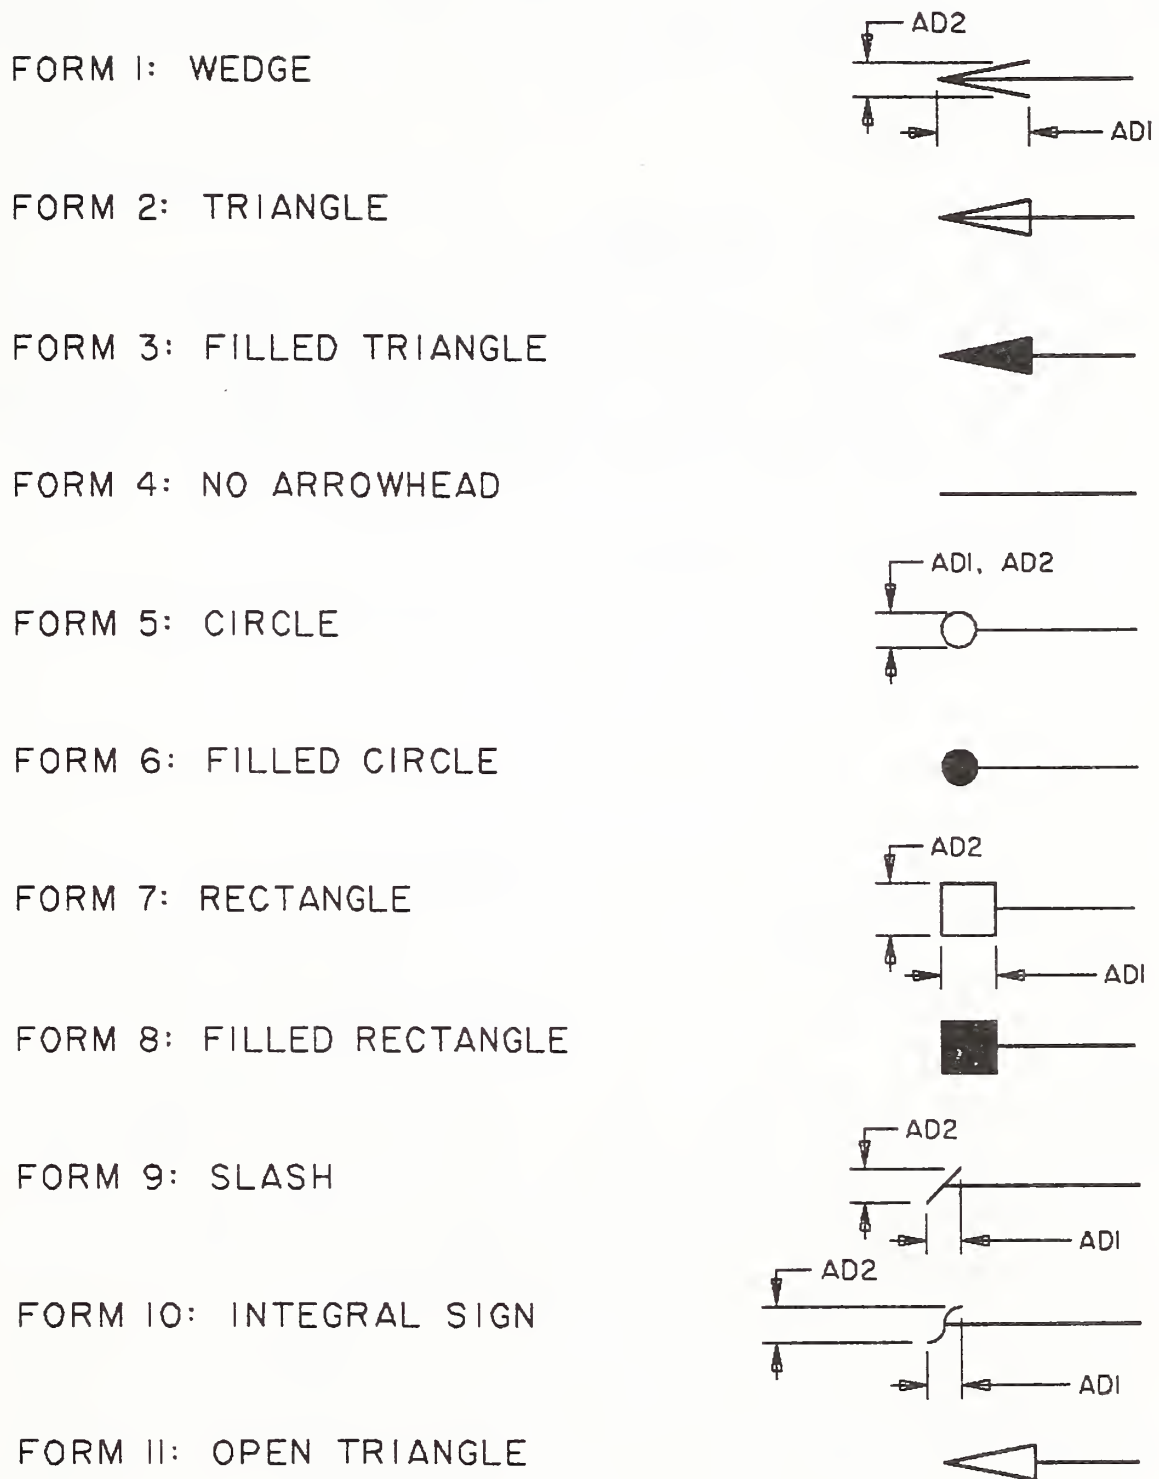 AD2
FORM 1: WEDGE
AD1
FORM 2: TRIANGLE
FORM 3: FILLED TRIANGLE
FORM 4: NO ARROWHEAD
AD1, AD2
FORM 5: CIRCLE
FORM 6: FILLED CIRCLE
AD2
FORM 7: RECTANGLE
AD1
FORM 8: FILLED RECTANGLE
AD2
FORM 9: SLASH
AD1
AD2
FORM 10: INTEGRAL SIGN
AD1
FORM 11: OPEN TRIANGLE